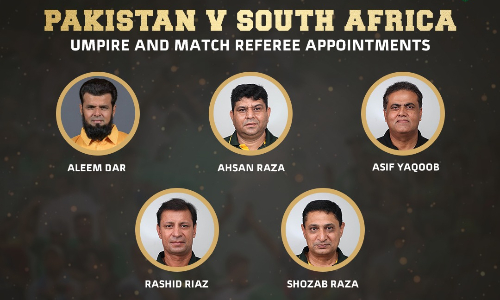 PAKISTAN V SOUTH AFRICA
UMPIRE AND MATCH REFEREE APPOINTMENTS
ALEEM DAR
AHSAN RAZA
ASIF YAQOOB
RASHID RIAZ
SHOZAB RAZA